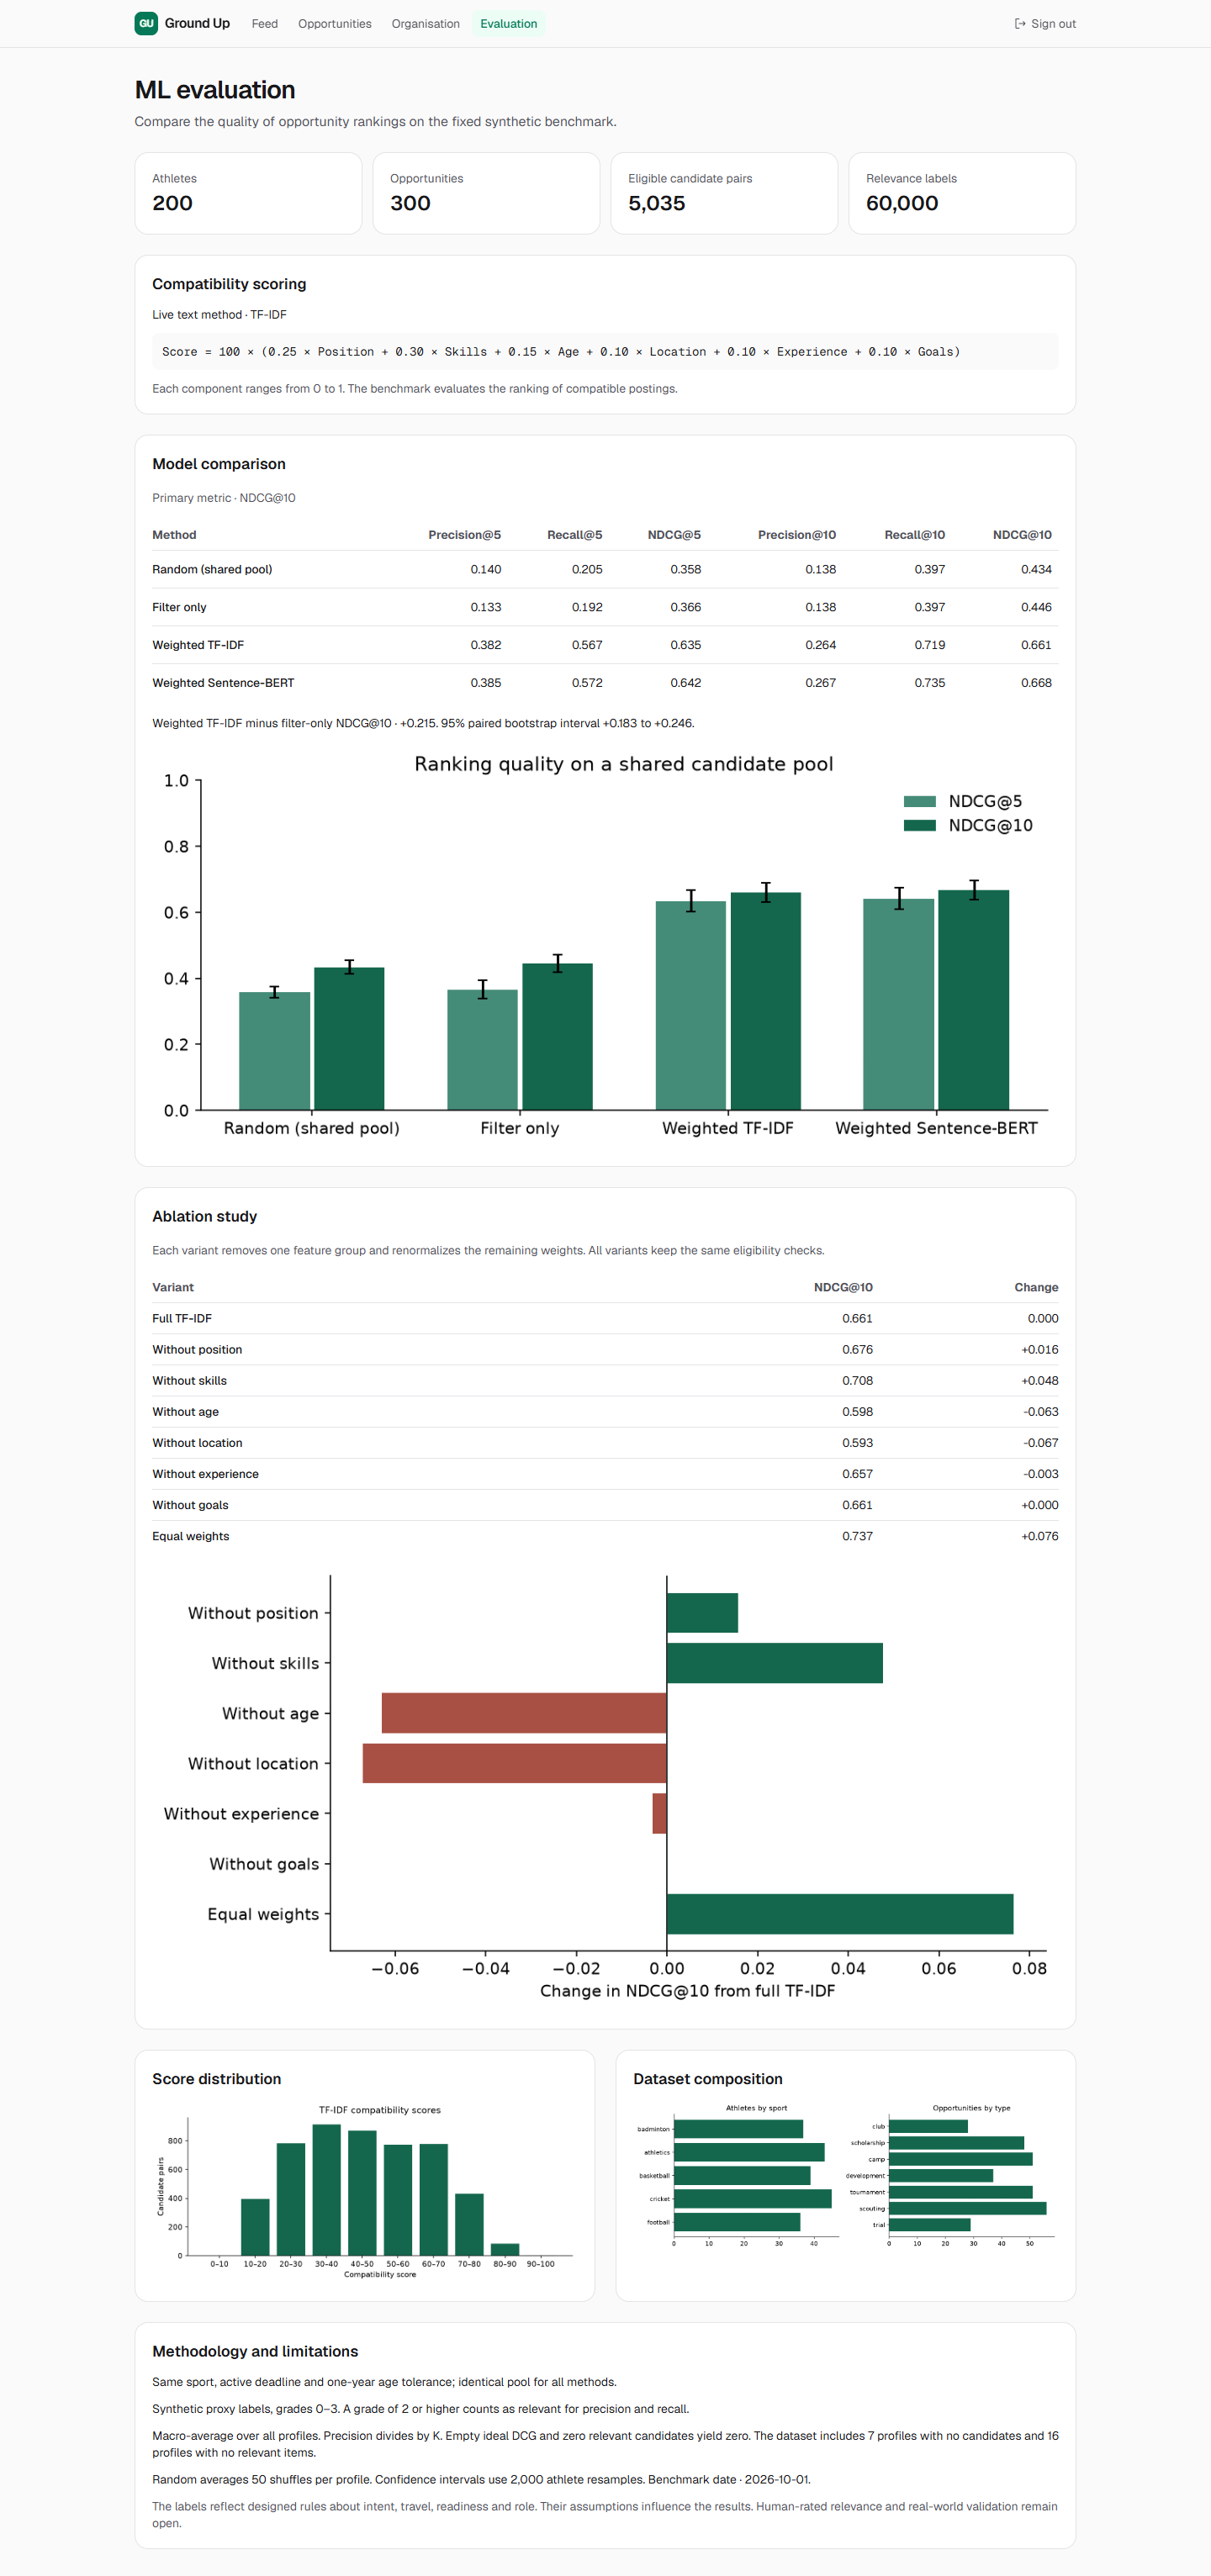 GU Ground Up Feed Opportunities Organisation Evaluation Sign out
ML evaluation
Compare the quality of opportunity rankings on the fixed synthetic benchmark.
Athletes Opportunities Eligible candidate pairs Relevance labels
200 300 5,035 60,000
Compatibility scoring
Live text method · TF-IDF
Score = 100 × (0.25 × Position + 0.30 × Skills + 0.15 × Age + 0.10 × Location + 0.10 × Experience + 0.10 × Goals)
Each component ranges from 0 to 1. The benchmark evaluates the ranking of compatible postings.
Model comparison
Primary metric · NDCG@10
Method Precision@5 Recall@5 NDCG@5 Precision@10 Recall@10 NDCG@10
Random (shared pool) 0.140 0.205 0.358 0.138 0.397 0.434
Filter only 0.133 0.192 0.366 0.138 0.397 0.446
Weighted TF-IDF 0.382 0.567 0.635 0.264 0.719 0.661
Weighted Sentence-BERT 0.385 0.572 0.642 0.267 0.735 0.668
Weighted TF-IDF minus filter-only NDCG@10 · +0.215. 95% paired bootstrap interval +0.183 to +0.246.
Ranking quality on a shared candidate pool
1.0
NDCG@5
NDCG@10
0.8
0.6
0.4
0.2
0.0
Random (shared pool) Filter only Weighted TF-IDF Weighted Sentence-BERT
Ablation study
Each variant removes one feature group and renormalizes the remaining weights. All variants keep the same eligibility checks.
Variant NDCG@10 Change
Full TF-IDF 0.661 0.000
Without position 0.676 +0.016
Without skills 0.708 +0.048
Without age 0.598 -0.063
Without location 0.593 -0.067
Without experience 0.657 -0.003
Without goals 0.661 +0.000
Equal weights 0.737 +0.076
Without position
Without skills
Without age
Without location
Without experience
Without goals
Equal weights
−0.06 −0.04 −0.02 0.00 0.02 0.04 0.06 0.08
Change in NDCG@10 from full TF-IDF
Score distribution
TF-IDF compatibility scores
Candidate pairs
800
600
400
200
0
0–10 10–20 20–30 30–40 40–50 50–60 60–70 70–80 80–90 90–100
Compatibility score
Dataset composition
Athletes by sport
badminton
athletics
basketball
cricket
football
0 10 20 30 40
Opportunities by type
club
scholarship
camp
development
tournament
scouting
trial
0 10 20 30 40 50
Methodology and limitations
Same sport, active deadline and one-year age tolerance; identical pool for all methods.
Synthetic proxy labels, grades 0–3. A grade of 2 or higher counts as relevant for precision and recall.
Macro-average over all profiles. Precision divides by K. Empty ideal DCG and zero relevant candidates yield zero. The dataset includes 7 profiles with no candidates and 16
profiles with no relevant items.
Random averages 50 shuffles per profile. Confidence intervals use 2,000 athlete resamples. Benchmark date · 2026-10-01.
The labels reflect designed rules about intent, travel, readiness and role. Their assumptions influence the results. Human-rated relevance and real-world validation remain
open.